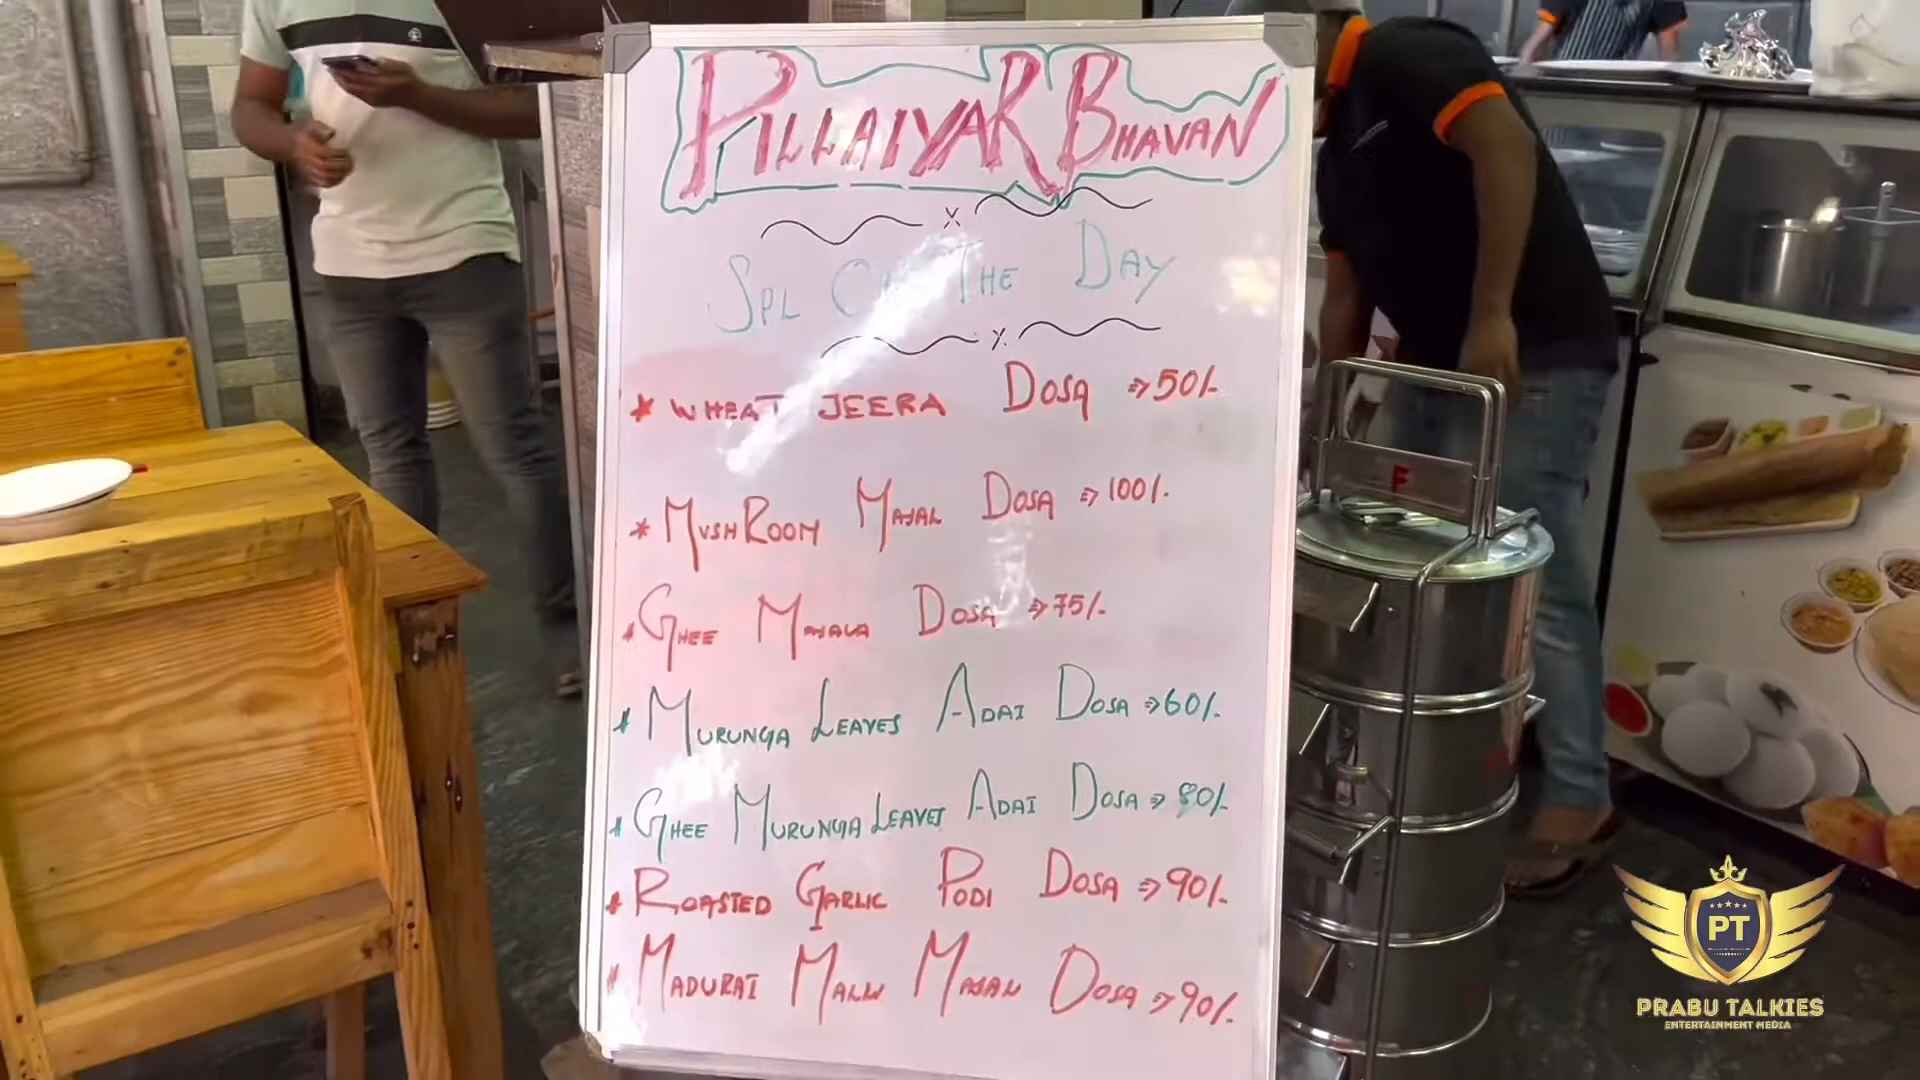 PILLAIYAR BHAVAN
SPL OF THE DAY
* WHEAT JEERA DOSA ⇒ 50/-
* MUSHROOM MASAL DOSA ⇒ 100/-
* GHEE MASALA DOSA ⇒ 75/-
* MURUNGA LEAVES ADAI DOSA ⇒ 60/-
* GHEE MURUNGA LEAVES ADAI DOSA ⇒ 80/-
* ROASTED GARLIC PODI DOSA ⇒ 90/-
* MADURAI MALLI MASAL DOSA ⇒ 90/-
F
PT
PRABU TALKIES
ENTERTAINMENT MEDIA